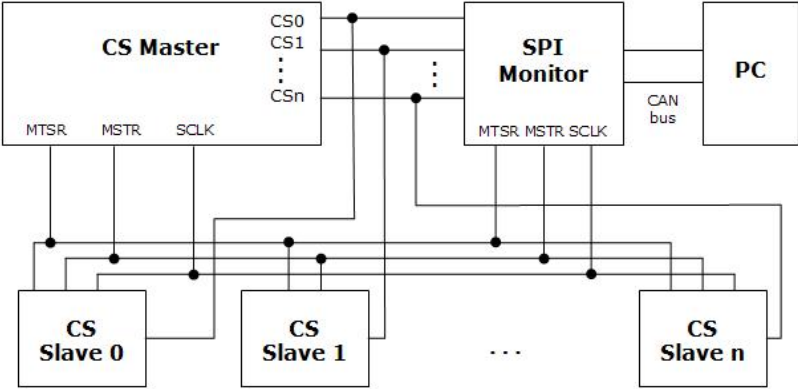 CS Master
CS0
CS1
CSn
MTSR MSTR SCLK
SPI
Monitor
MTSR MSTR SCLK
CAN
bus
PC
CS
Slave 0
CS
Slave 1
...
CS
Slave n